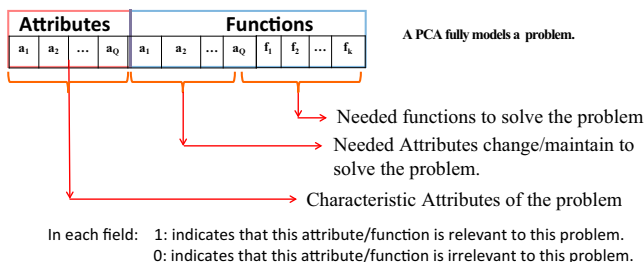 Attributes Functions
a1 a2 ... aQ a1 a2 ... aQ f1 f2 ... fk
A PCA fully models a problem.
Needed functions to solve the problem
Needed Attributes change/maintain to
solve the problem.
Characteristic Attributes of the problem
In each field: 1: indicates that this attribute/function is relevant to this problem.
0: indicates that this attribute/function is irrelevant to this problem.